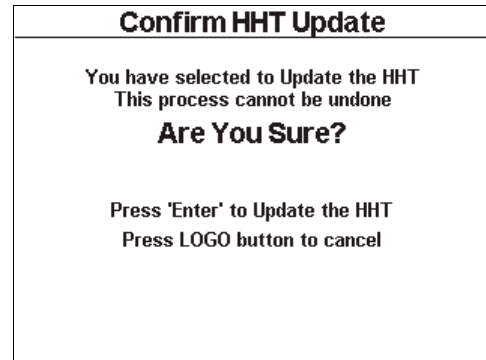 Confirm HHT Update
You have selected to Update the HHT
This process cannot be undone
Are You Sure?
Press 'Enter' to Update the HHT
Press LOGO button to cancel